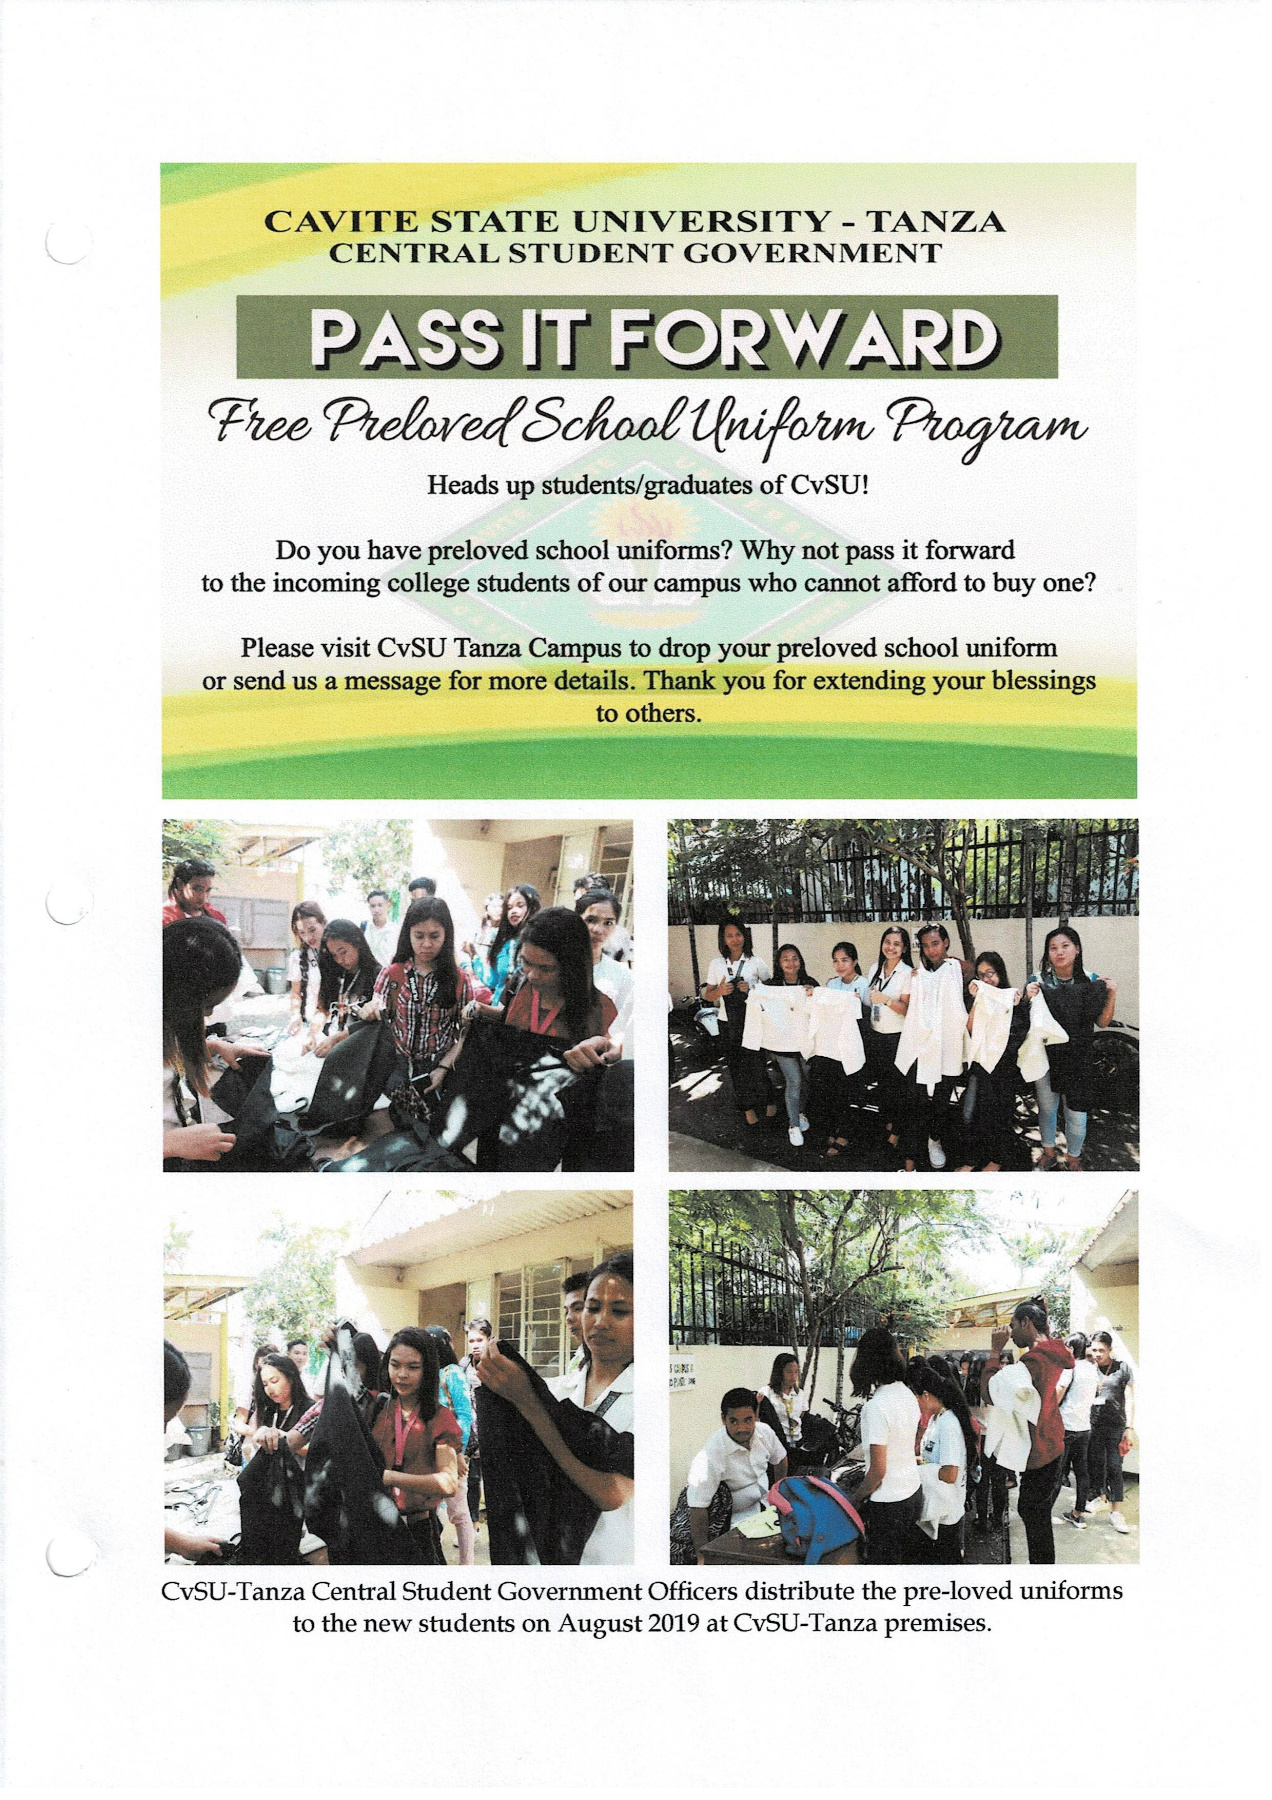 CAVITE STATE UNIVERSITY - TANZA
CENTRAL STUDENT GOVERNMENT
PASS IT FORWARD
Free Preloved School Uniform Program
Heads up students/graduates of CvSU!
Do you have preloved school uniforms? Why not pass it forward
to the incoming college students of our campus who cannot afford to buy one?
Please visit CvSU Tanza Campus to drop your preloved school uniform
or send us a message for more details. Thank you for extending your blessings
to others.
CvSU-Tanza Central Student Government Officers distribute the pre-loved uniforms
to the new students on August 2019 at CvSU-Tanza premises.